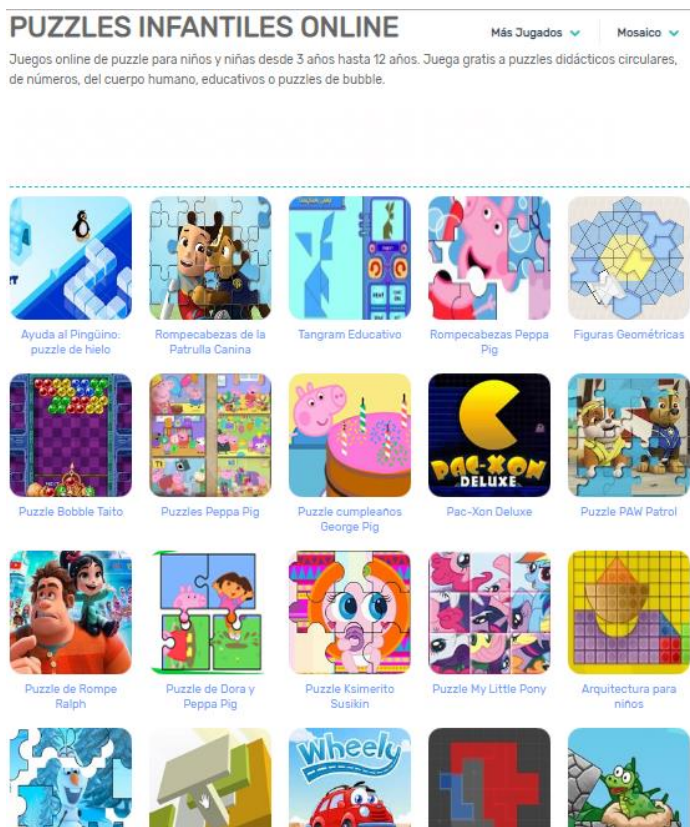 PUZZLES INFANTILES ONLINE
Más Jugados
Mosaico
Juegos online de puzzle para niños y niñas desde 3 años hasta 12 años. Juega gratis a puzzles didácticos circulares,
de números, del cuerpo humano, educativos o puzzles de bubble.
Ayuda al Pingüino:
puzzle de hielo
Rompecabezas de la
Patrulla Canina
Tangram Educativo
Rompecabezas Peppa
Pig
Figuras Geométricas
PAC-XON
DELUXE
Puzzle Bobble Taito
Puzzles Peppa Pig
Puzzle cumpleaños
George Pig
Pac-Xon Deluxe
Puzzle PAW Patrol
Puzzle de Rompe
Ralph
Puzzle de Dora y
Peppa Pig
Puzzle Ksimerito
Susikin
Puzzle My Little Pony
Arquitectura para
niños
Wheely